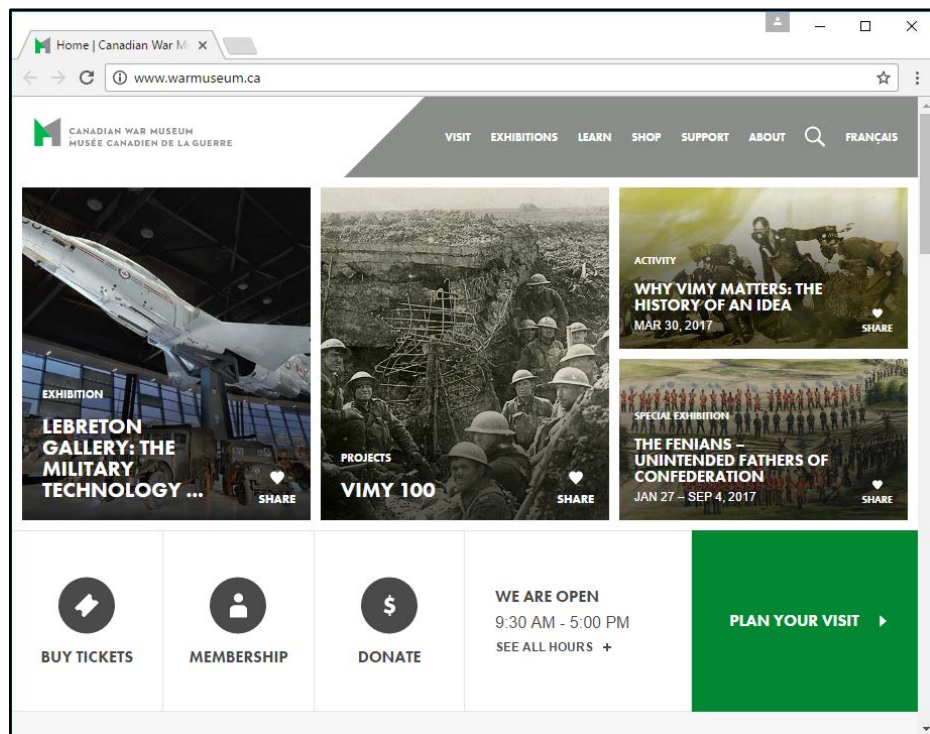 Home | Canadian War M
www.warmuseum.ca
CANADIAN WAR MUSEUM
MUSÉE CANADIEN DE LA GUERRE
VISIT EXHIBITIONS LEARN SHOP SUPPORT ABOUT FRANÇAIS
EXHIBITION
LEBRETON
GALLERY: THE
MILITARY
TECHNOLOGY ...
SHARE
PROJECTS
VIMY 100
SHARE
ACTIVITY
WHY VIMY MATTERS: THE
HISTORY OF AN IDEA
MAR 30, 2017
SHARE
SPECIAL EXHIBITION
THE FENIANS –
UNINTENDED FATHERS OF
CONFEDERATION
JAN 27 – SEP 4, 2017
SHARE
BUY TICKETS
MEMBERSHIP
$
DONATE
WE ARE OPEN
9:30 AM - 5:00 PM
SEE ALL HOURS +
PLAN YOUR VISIT